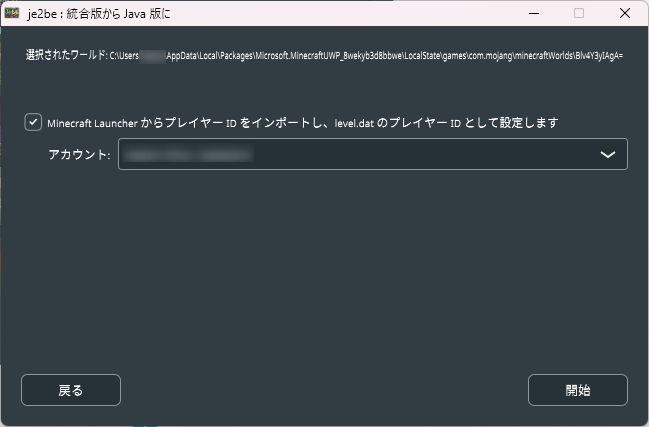 je2be : 統合版から Java 版に
選択されたワールド: C:\Users AppData\Local\Packages\Microsoft.MinecraftUWP_8wekyb3d8bbwe\LocalState\games\com.mojang\minecraftWorlds\Blv4Y3yIAgA=
Minecraft Launcher からプレイヤー ID をインポートし、level.dat のプレイヤー ID として設定します
アカウント:
戻る
開始